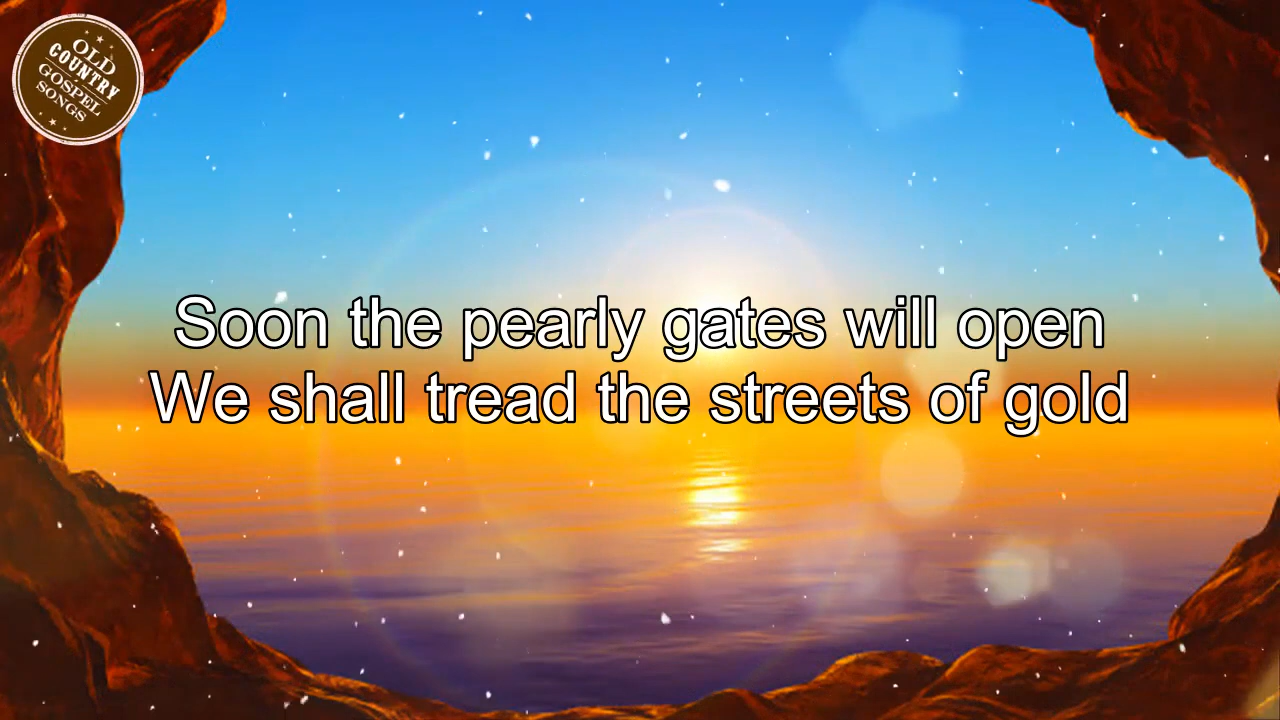 OLD
COUNTRY
GOSPEL
SONGS
Soon the pearly gates will open
We shall tread the streets of gold